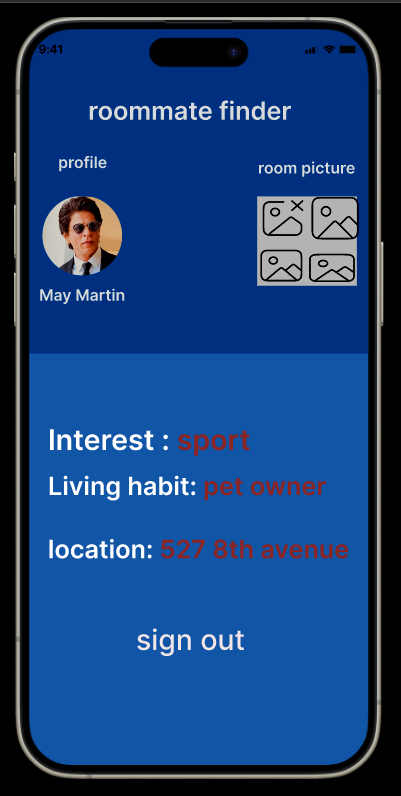 9:41
roommate finder
profile
room picture
May Martin
Interest : sport
Living habit: pet owner
location: 527 8th avenue
sign out